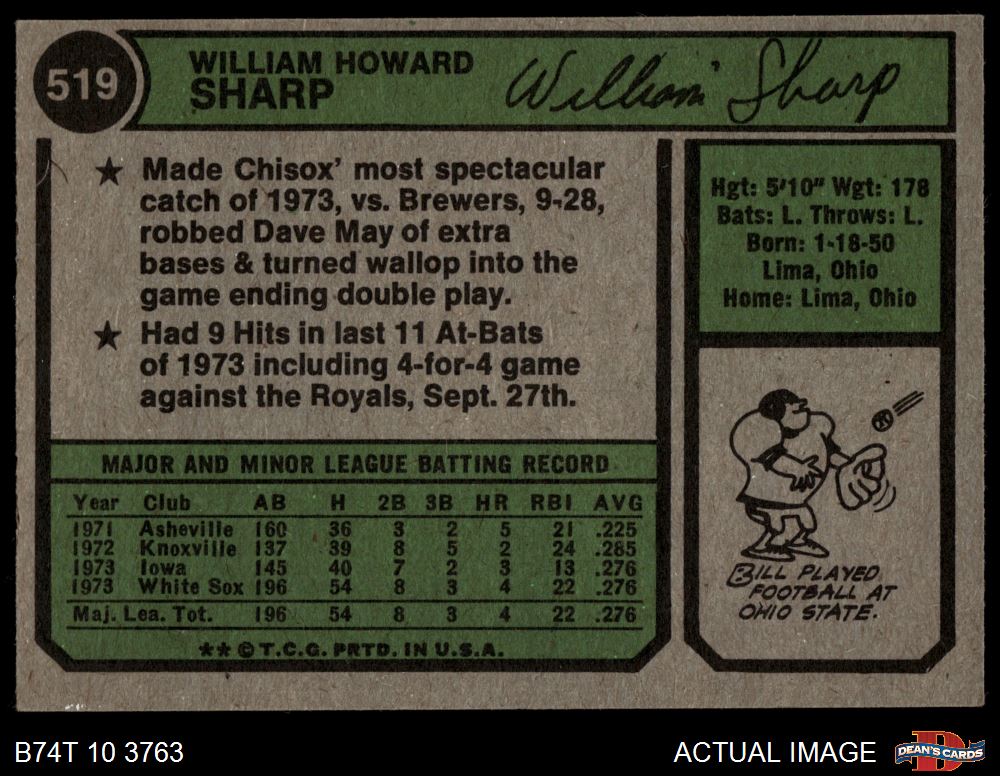 519
WILLIAM HOWARD
SHARP
William Sharp
★ Made Chisox' most spectacular
catch of 1973, vs. Brewers, 9-28,
robbed Dave May of extra
bases & turned wallop into the
game ending double play.
★ Had 9 Hits in last 11 At-Bats
of 1973 including 4-for-4 game
against the Royals, Sept. 27th.
MAJOR AND MINOR LEAGUE BATTING RECORD
Year Club AB H 2B 3B HR RBI AVG
1971 Asheville 160 36 3 2 5 21 .225
1972 Knoxville 137 39 8 5 2 24 .285
1973 Iowa 145 40 7 2 3 13 .276
1973 White Sox 196 54 8 3 4 22 .276
Maj. Lea. Tot. 196 54 8 3 4 22 .276
★★ © T.C.G. PRTD. IN U.S.A.
Hgt: 5'10" Wgt: 178
Bats: L. Throws: L.
Born: 1-18-50
Lima, Ohio
Home: Lima, Ohio
BILL PLAYED
FOOTBALL AT
OHIO STATE.
B74T 10 3763
ACTUAL IMAGE
DEAN'S CARDS